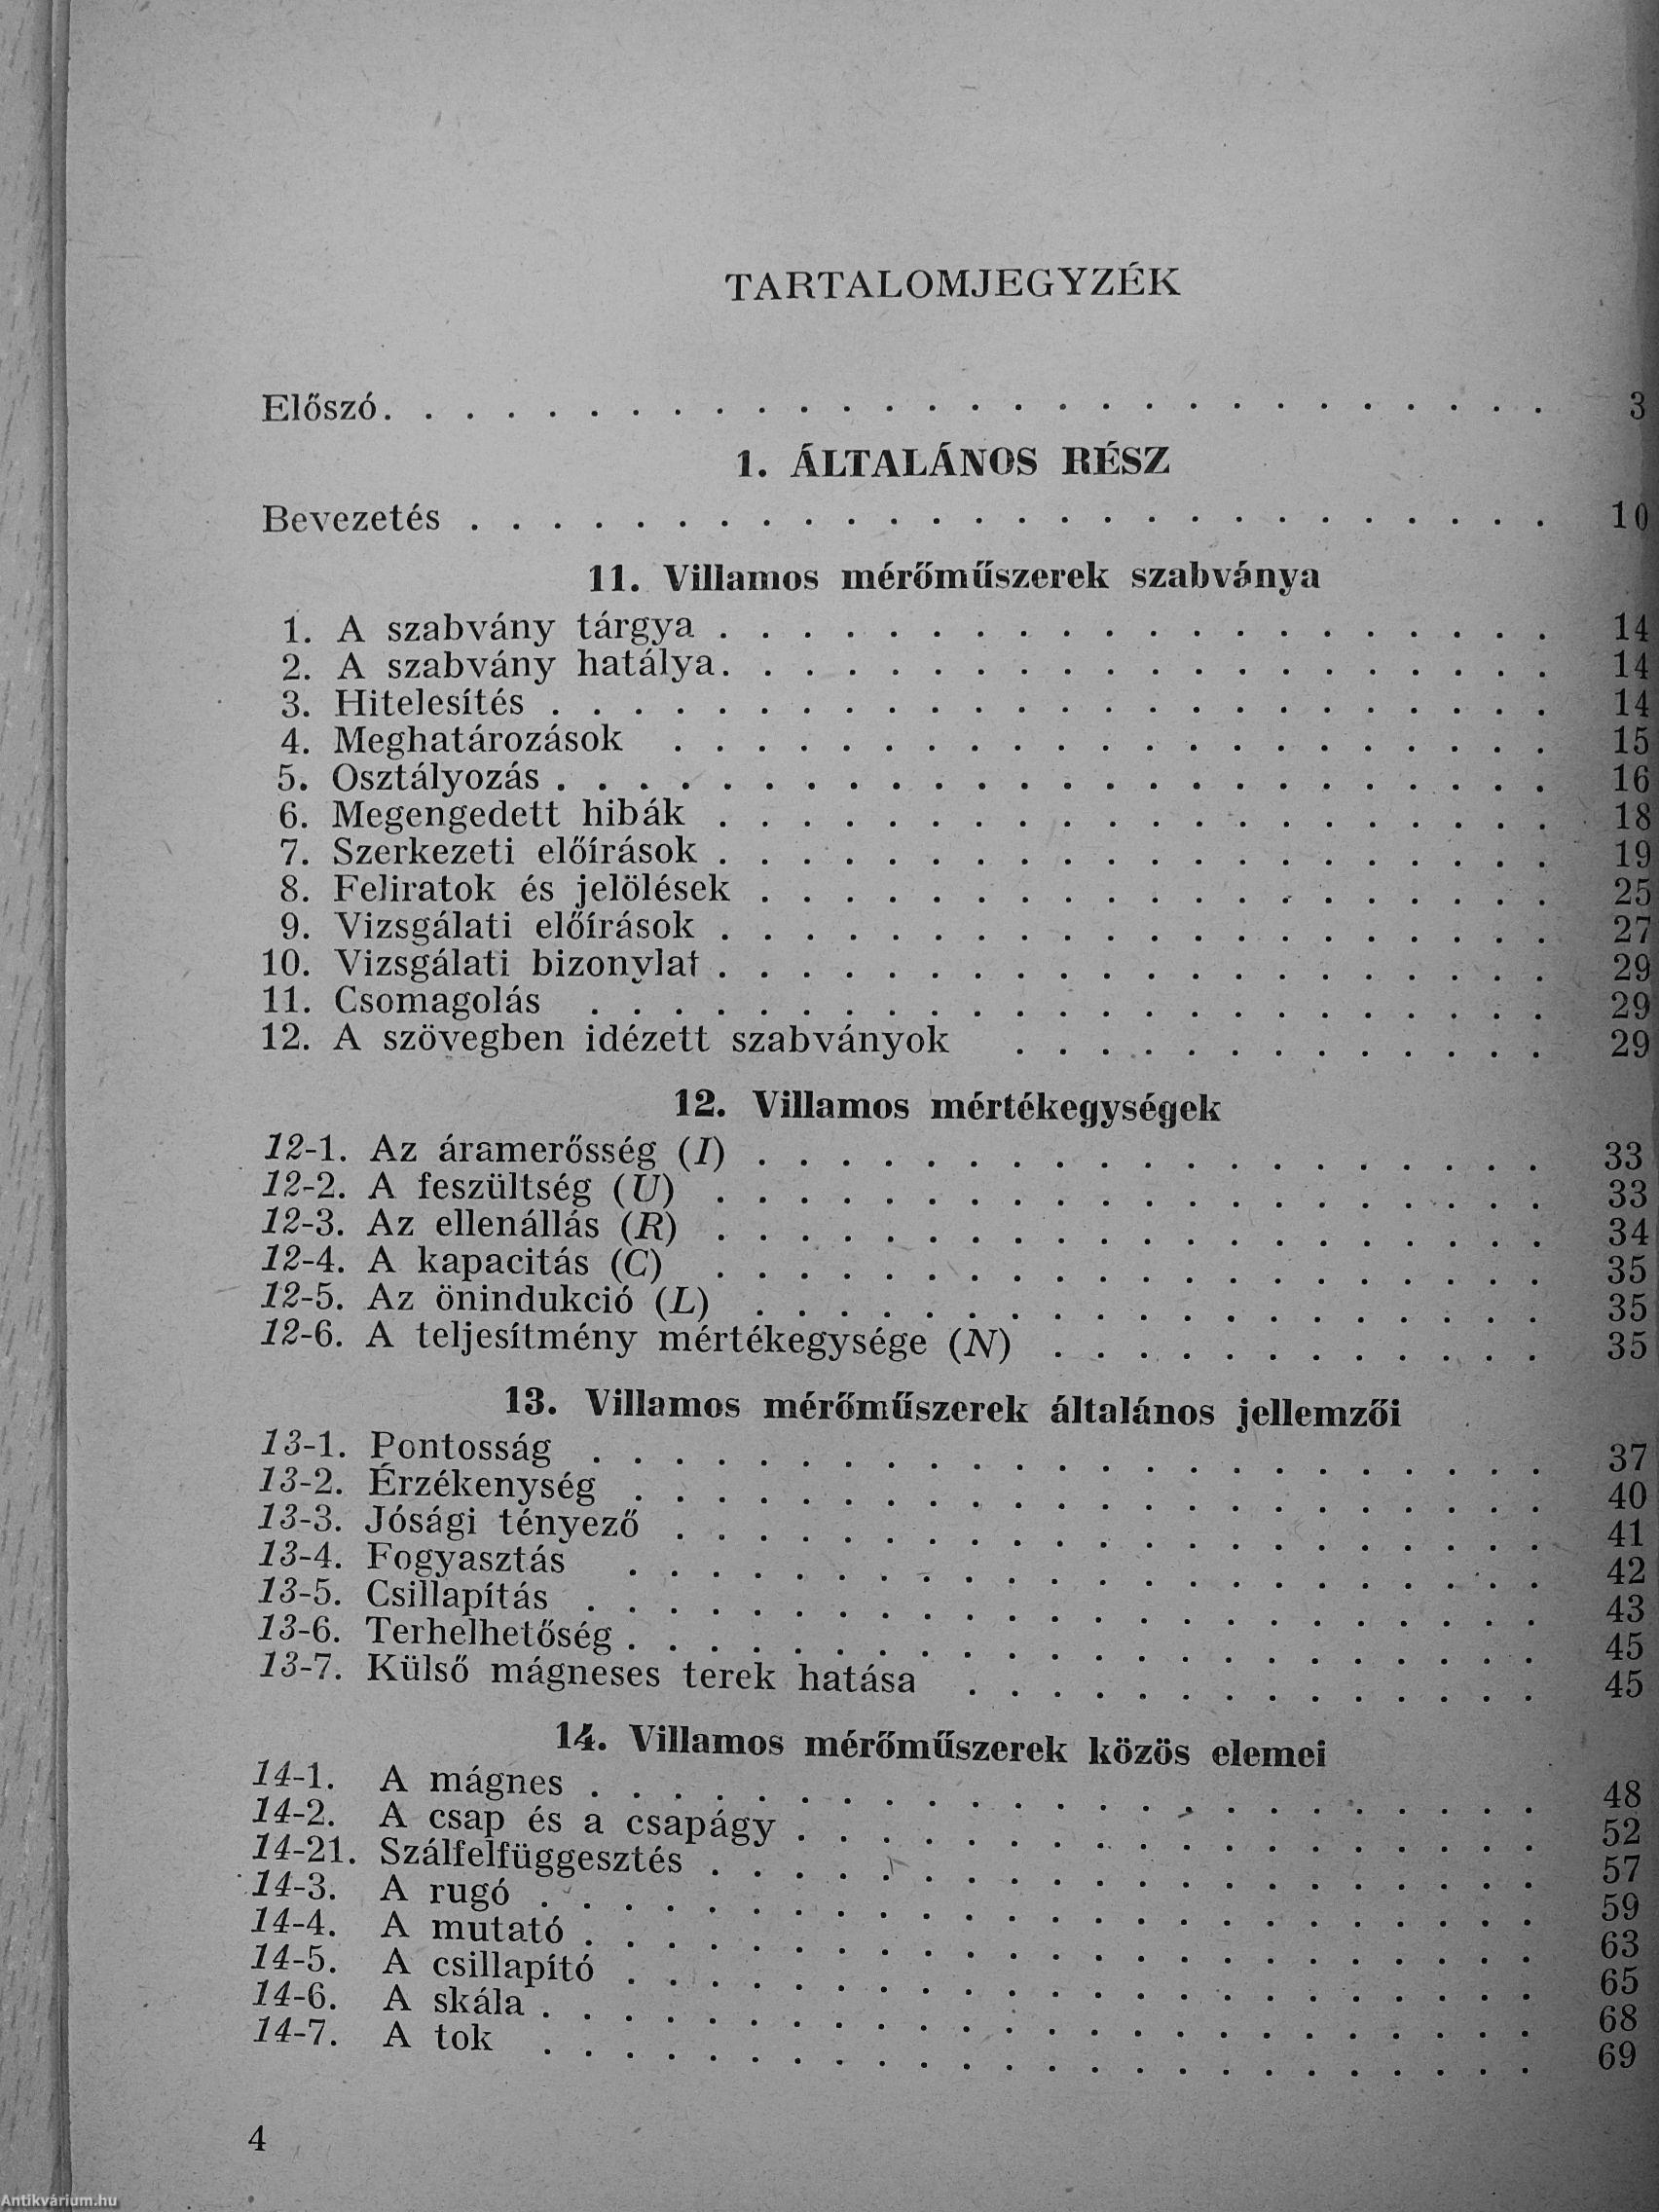 TARTALOMJEGYZÉK
Előszó. . . . . . . . . . . . . . . . . . . . . . . . . . . . 3
1. ÁLTALÁNOS RÉSZ
Bevezetés . . . . . . . . . . . . . . . . . . . . . . . . . . 10
11. Villamos mérőműszerek szabványa
1. A szabvány tárgya . . . . . . . . . . . . . . . . . . . . 14
2. A szabvány hatálya. . . . . . . . . . . . . . . . . . . . 14
3. Hitelesítés . . . . . . . . . . . . . . . . . . . . . . . . 14
4. Meghatározások . . . . . . . . . . . . . . . . . . . . . 15
5. Osztályozás . . . . . . . . . . . . . . . . . . . . . . . . 16
6. Megengedett hibák . . . . . . . . . . . . . . . . . . . . 18
7. Szerkezeti előírások . . . . . . . . . . . . . . . . . . . . 19
8. Feliratok és jelölések . . . . . . . . . . . . . . . . . . . 25
9. Vizsgálati előírások . . . . . . . . . . . . . . . . . . . . 27
10. Vizsgálati bizonylat . . . . . . . . . . . . . . . . . . . . 29
11. Csomagolás . . . . . . . . . . . . . . . . . . . . . . . 29
12. A szövegben idézett szabványok . . . . . . . . . . . . . 29
12. Villamos mértékegységek
12-1. Az áramerősség (I) . . . . . . . . . . . . . . . . . . . 33
12-2. A feszültség (U) . . . . . . . . . . . . . . . . . . . . 33
12-3. Az ellenállás (R) . . . . . . . . . . . . . . . . . . . . 34
12-4. A kapacitás (C) . . . . . . . . . . . . . . . . . . . . 35
12-5. Az önindukció (L) . . . . . . . . . . . . . . . . . . . 35
12-6. A teljesítmény mértékegysége (N) . . . . . . . . . . . . 35
13. Villamos mérőműszerek általános jellemzői
13-1. Pontosság . . . . . . . . . . . . . . . . . . . . . . . 37
13-2. Érzékenység . . . . . . . . . . . . . . . . . . . . . . 40
13-3. Jósági tényező . . . . . . . . . . . . . . . . . . . . . 41
13-4. Fogyasztás . . . . . . . . . . . . . . . . . . . . . . 42
13-5. Csillapítás . . . . . . . . . . . . . . . . . . . . . . . 43
13-6. Terhelhetőség . . . . . . . . . . . . . . . . . . . . . . 45
13-7. Külső mágneses terek hatása . . . . . . . . . . . . . . 45
14. Villamos mérőműszerek közös elemei
14-1. A mágnes . . . . . . . . . . . . . . . . . . . . . . . 48
14-2. A csap és a csapágy . . . . . . . . . . . . . . . . . . 52
14-21. Szálfelfüggesztés . . . . . . . . . . . . . . . . . . . . 57
14-3. A rugó . . . . . . . . . . . . . . . . . . . . . . . . 59
14-4. A mutató . . . . . . . . . . . . . . . . . . . . . . . 63
14-5. A csillapító . . . . . . . . . . . . . . . . . . . . . . 65
14-6. A skála . . . . . . . . . . . . . . . . . . . . . . . . 68
14-7. A tok . . . . . . . . . . . . . . . . . . . . . . . . 69
4
Antikvárium.hu